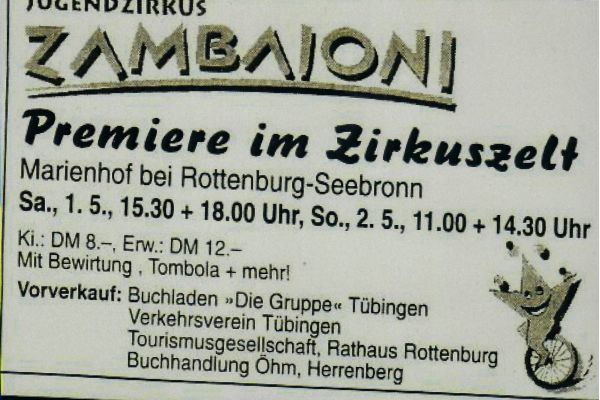 JUGENDZIRKUS
ZAMBAIONI
Premiere im Zirkuszelt
Marienhof bei Rottenburg-Seebronn
Sa., 1. 5., 15.30 + 18.00 Uhr, So., 2. 5., 11.00 + 14.30 Uhr
Ki.: DM 8.–, Erw.: DM 12.–
Mit Bewirtung , Tombola + mehr!
Vorverkauf: Buchladen »Die Gruppe« Tübingen
Verkehrsverein Tübingen
Tourismusgesellschaft, Rathaus Rottenburg
Buchhandlung Öhm, Herrenberg